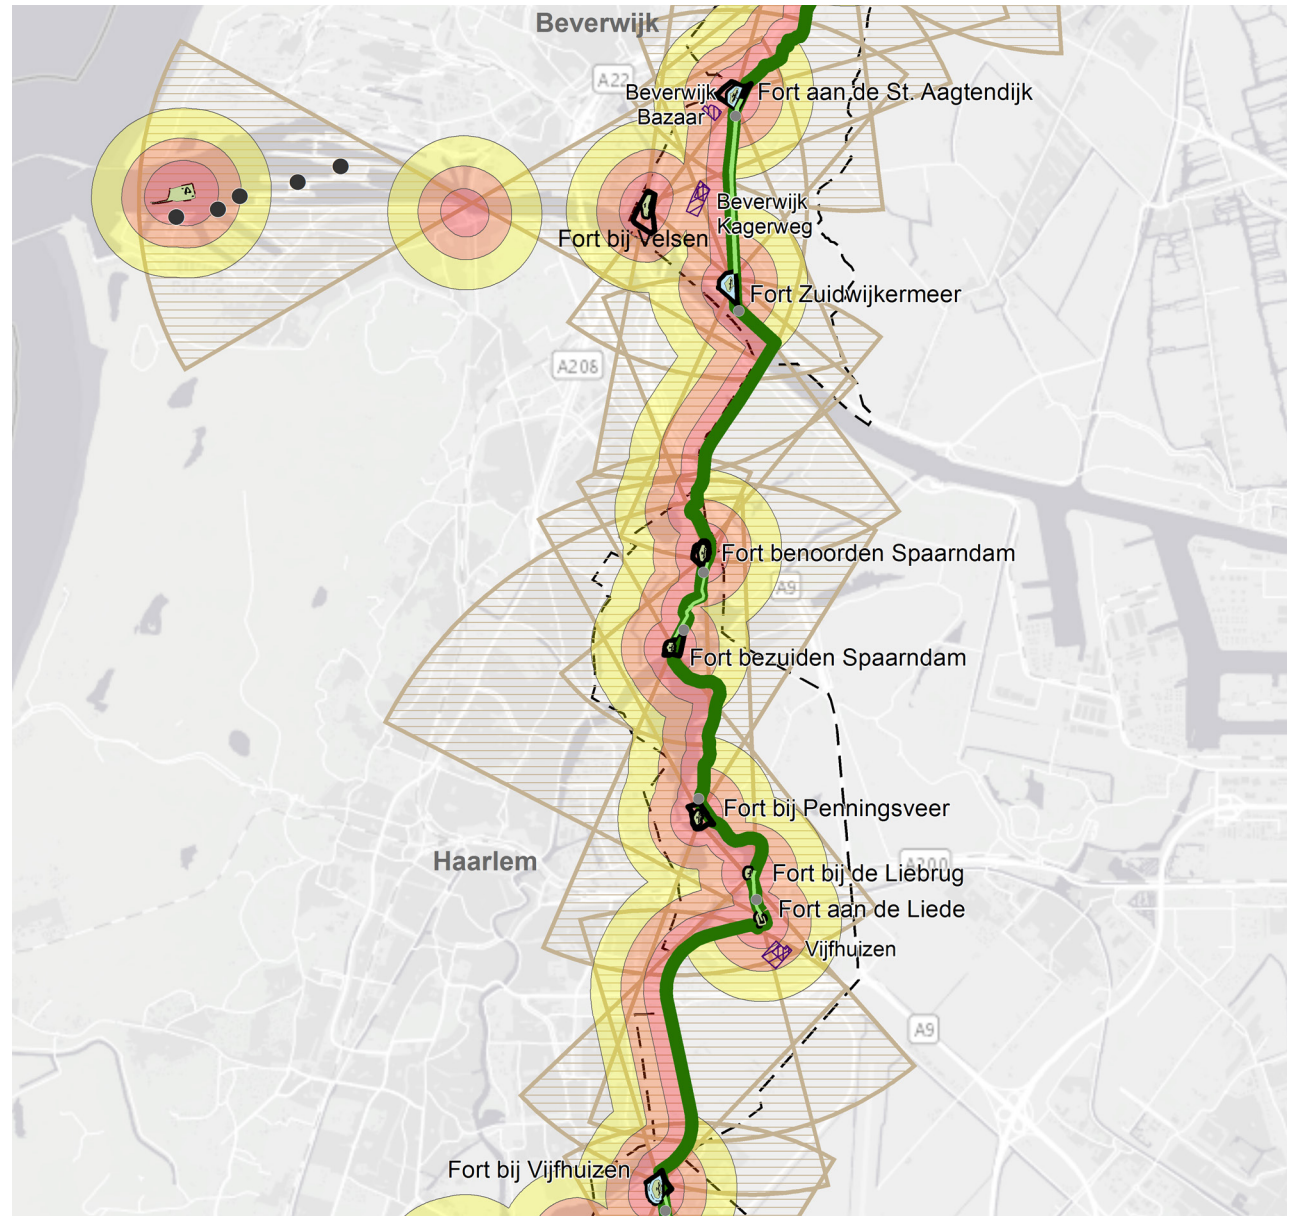 Beverwijk
A22
Beverwijk
Bazaar
Fort aan de St. Aagtendijk
Beverwijk
Kagerweg
Fort bij Velsen
Fort Zuidwijkermeer
A208
Fort benoorden Spaarndam
A9
Fort bezuiden Spaarndam
Fort bij Penningsveer
Haarlem
A200
Fort bij de Liebrug
Fort aan de Liede
Vijfhuizen
A9
Fort bij Vijfhuizen